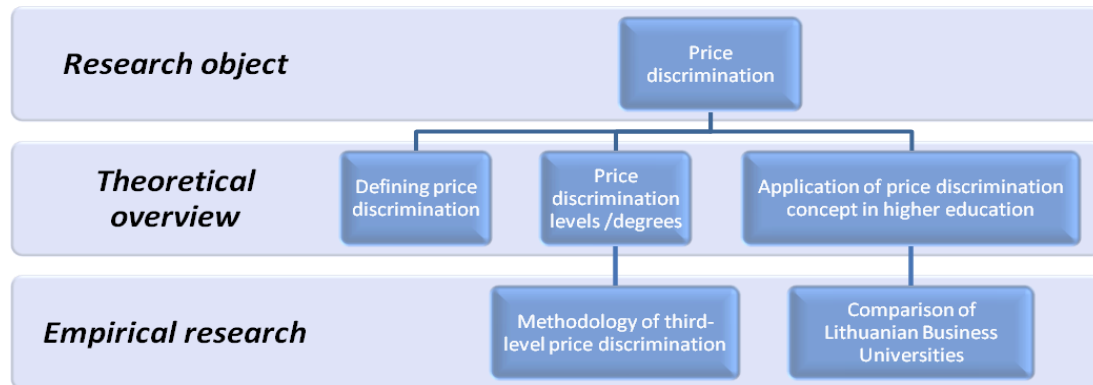 Research object
Price
discrimination
Theoretical
overview
Defining price
discrimination
Price
discrimination
levels /degrees
Application of price discrimination
concept in higher education
Empirical research
Methodology of third-
level price discrimination
Comparison of
Lithuanian Business
Universities